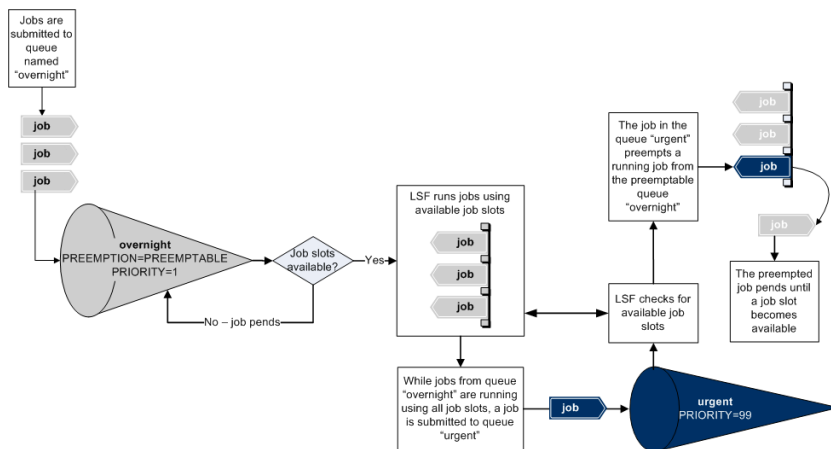 Jobs are
submitted to
queue
named
“overnight”
job
job
job
overnight
PREEMPTION=PREEMPTABLE
PRIORITY=1
Job slots
available?
Yes
No – job pends
LSF runs jobs using
available job slots
job
job
job
While jobs from queue
“overnight” are running
using all job slots, a job
is submitted to queue
“urgent”
job
urgent
PRIORITY=99
LSF checks for
available job
slots
The job in the
queue “urgent”
preempts a
running job from
the preemptable
queue
“overnight”
job
job
job
job
The preempted
job pends until
a job slot
becomes
available